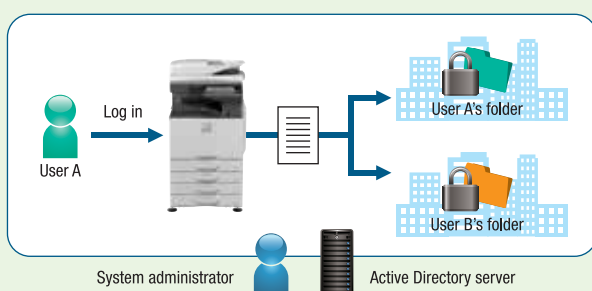 Log in
User A
User A's folder
User B's folder
System administrator
Active Directory server